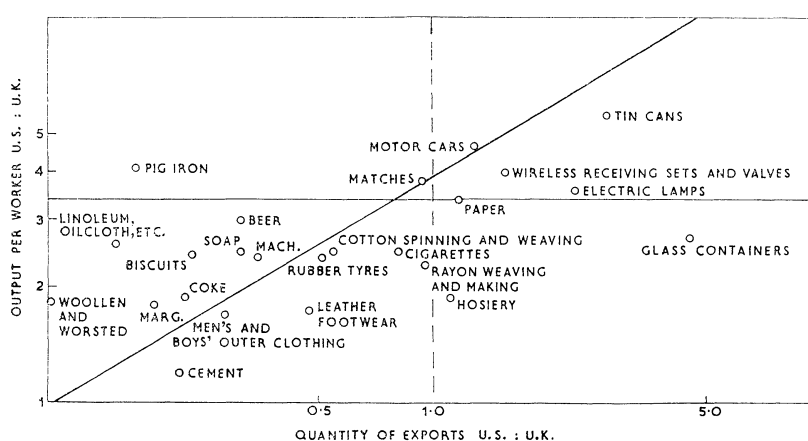 OUTPUT PER WORKER U.S. : U.K.
5
4
3
2
1
TIN CANS
MOTOR CARS
PIG IRON
MATCHES
WIRELESS RECEIVING SETS AND VALVES
ELECTRIC LAMPS
PAPER
LINOLEUM,
OILCLOTH, ETC.
BEER
SOAP
MACH.
BISCUITS
COTTON SPINNING AND WEAVING
CIGARETTES
RUBBER TYRES
RAYON WEAVING
AND MAKING
GLASS CONTAINERS
HOSIERY
COKE
WOOLLEN
AND
WORSTED
MARG.
MEN'S AND
BOYS' OUTER CLOTHING
LEATHER
FOOTWEAR
CEMENT
0·5
1·0
5·0
QUANTITY OF EXPORTS U.S. : U.K.